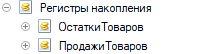 Регистры накопления
ОстаткиТоваров
ПродажиТоваров